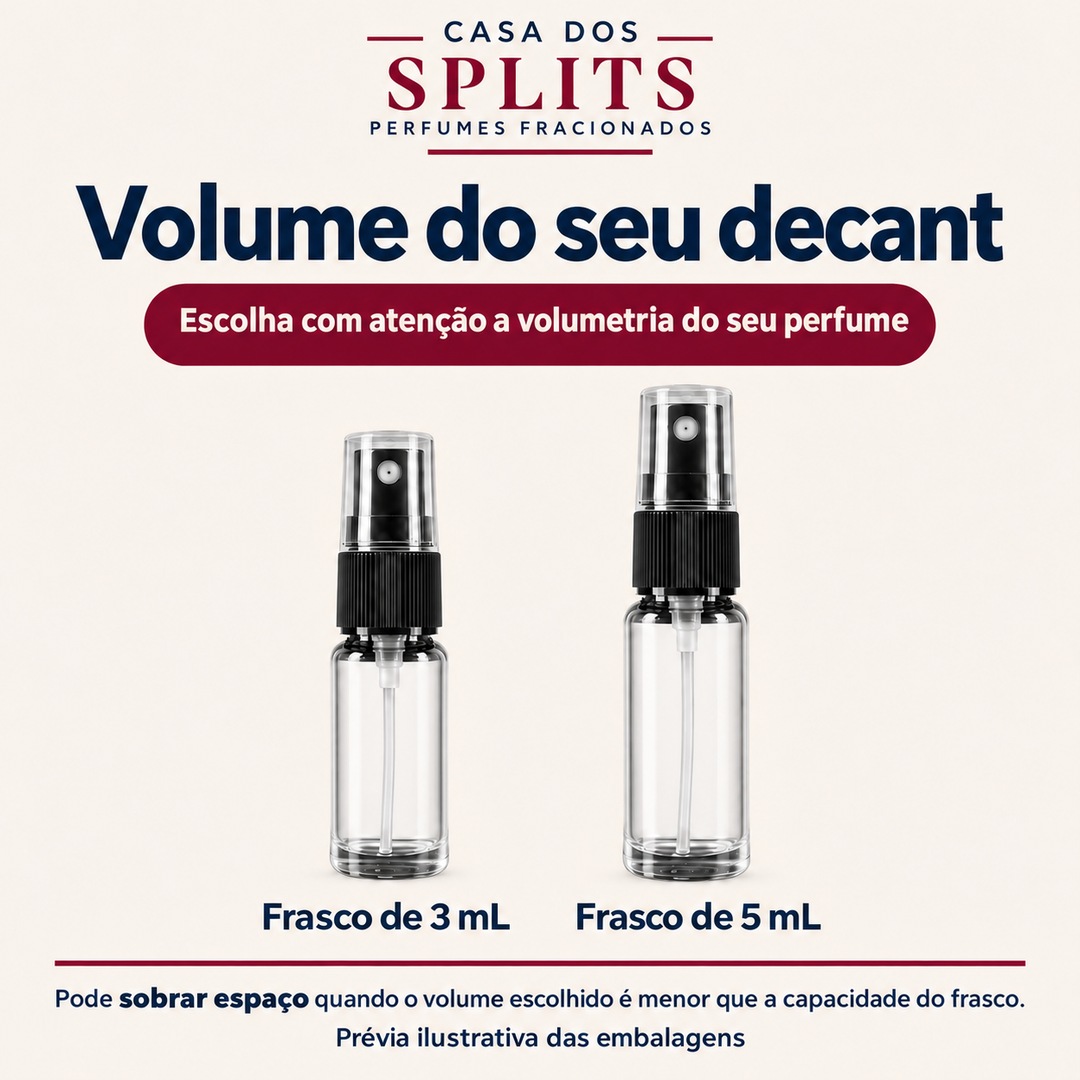 CASA DOS
SPLITS
PERFUMES FRACIONADOS
Volume do seu decant
Escolha com atenção a volumetria do seu perfume
Frasco de 3 mL
Frasco de 5 mL
Pode sobrar espaço quando o volume escolhido é menor que a capacidade do frasco.
Prévia ilustrativa das embalagens